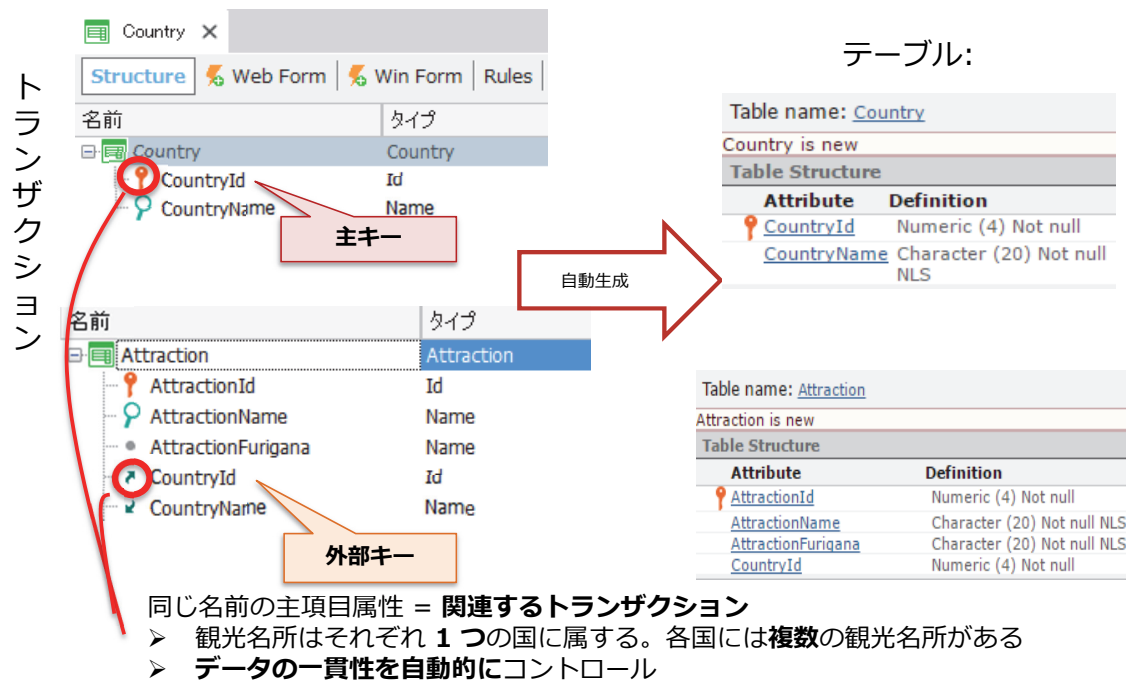 Country
Structure Web Form Win Form Rules
名前 タイプ
Country Country
CountryId Id
CountryName Name
主キー
トランザクション
名前 タイプ
Attraction Attraction
AttractionId Id
AttractionName Name
AttractionFurigana Name
CountryId Id
CountryName Name
外部キー
自動生成
テーブル:
Table name: Country
Country is new
Table Structure
Attribute Definition
CountryId Numeric (4) Not null
CountryName Character (20) Not null
NLS
Table name: Attraction
Attraction is new
Table Structure
Attribute Definition
AttractionId Numeric (4) Not null
AttractionName Character (20) Not null NLS
AttractionFurigana Character (20) Not null NLS
CountryId Numeric (4) Not null
同じ名前の主項目属性 = 関連するトランザクション
➢ 観光名所はそれぞれ 1 つの国に属する。各国には複数の観光名所がある
➢ データの一貫性を自動的にコントロール